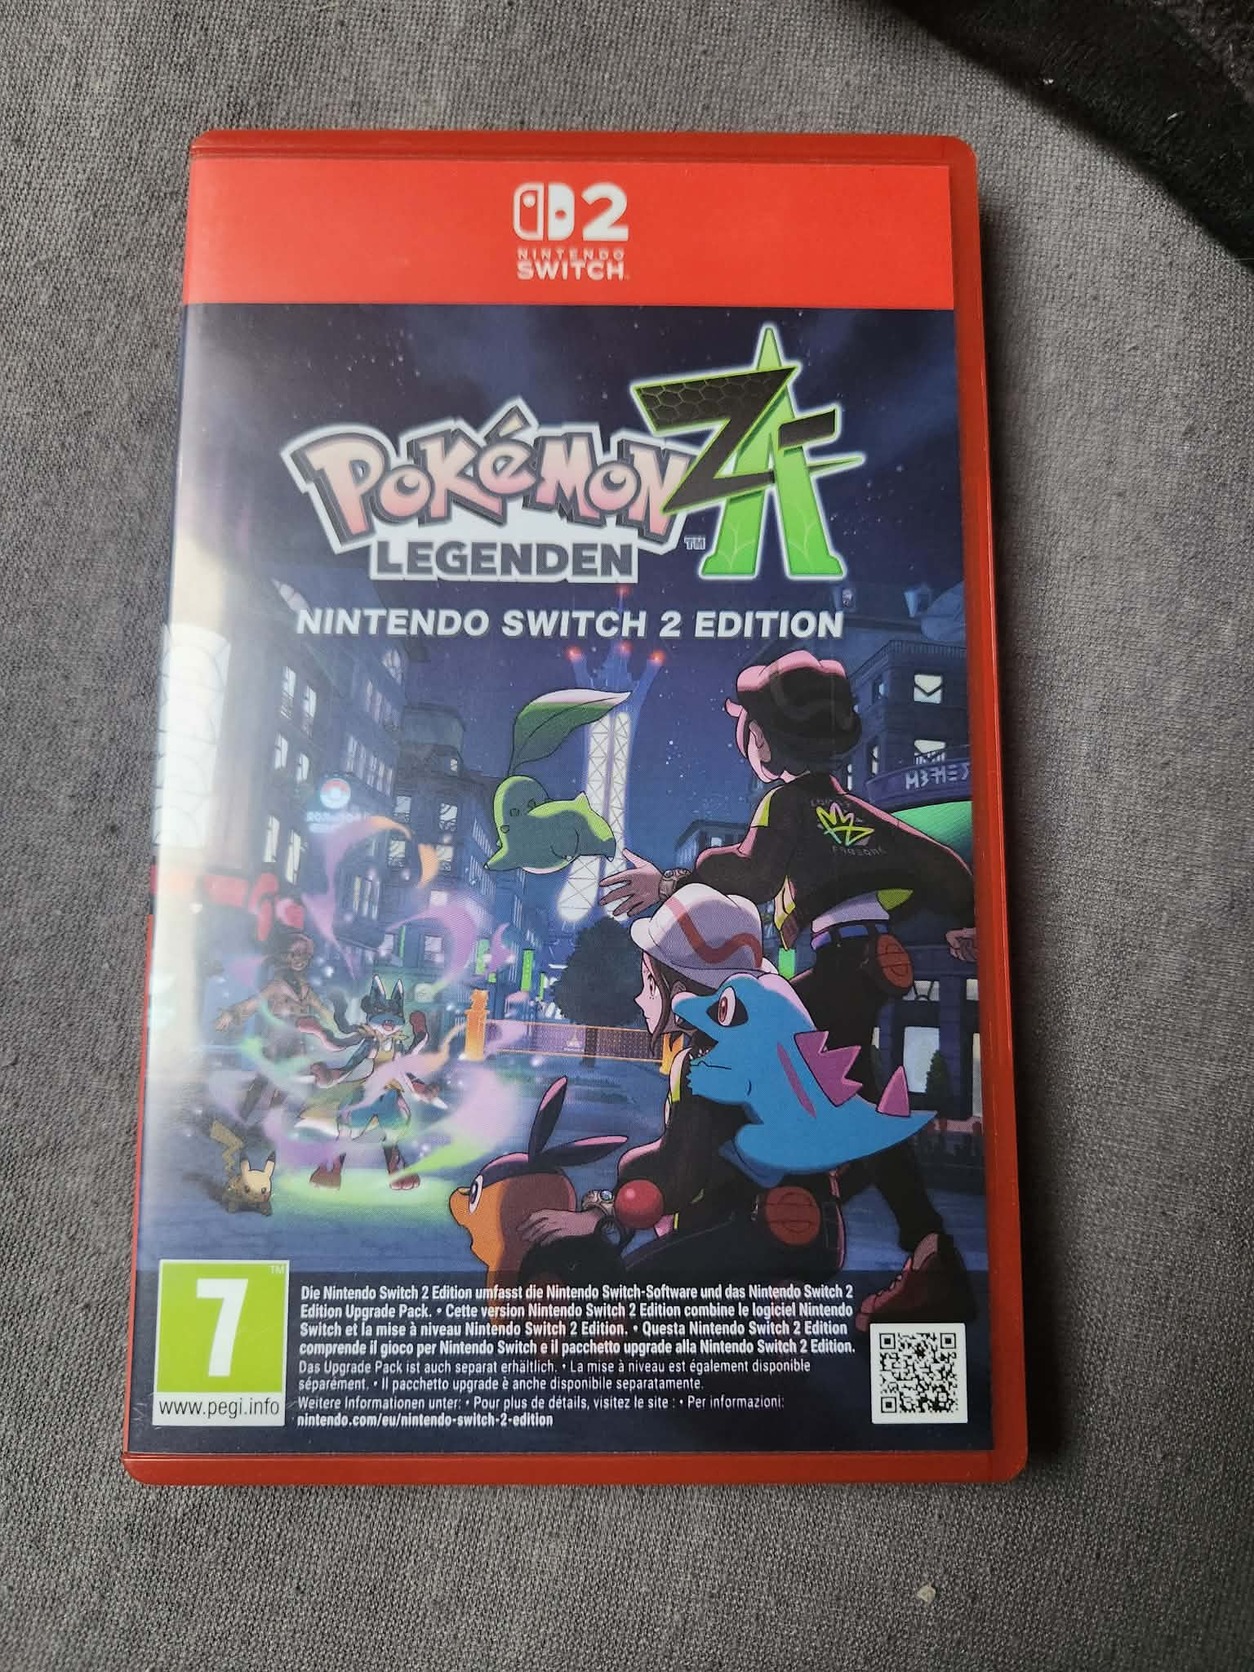 2
NINTENDO
SWITCH™
POKéMON
ZA
LEGENDEN™
NINTENDO SWITCH 2 EDITION
7™
www.pegi.info
Die Nintendo Switch 2 Edition umfasst die Nintendo Switch-Software und das Nintendo Switch 2
Edition Upgrade Pack. • Cette version Nintendo Switch 2 Edition combine le logiciel Nintendo
Switch et la mise à niveau Nintendo Switch 2 Edition. • Questa Nintendo Switch 2 Edition
comprende il gioco per Nintendo Switch e il pacchetto upgrade alla Nintendo Switch 2 Edition.
Das Upgrade Pack ist auch separat erhältlich. • La mise à niveau est également disponible
séparément. • Il pacchetto upgrade è anche disponibile separatamente.
Weitere Informationen unter: • Pour plus de détails, visitez le site : • Per informazioni:
nintendo.com/eu/nintendo-switch-2-edition